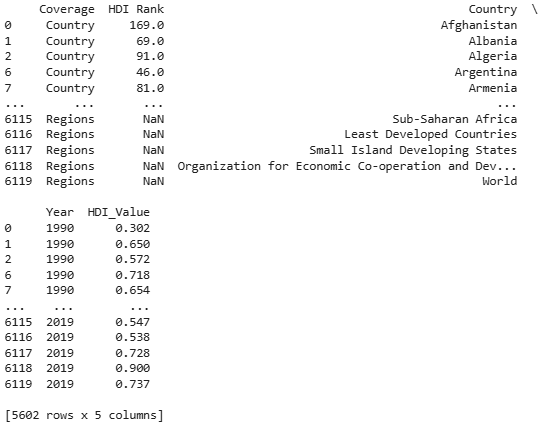 Coverage HDI Rank Country \
0 Country 169.0 Afghanistan
1 Country 69.0 Albania
2 Country 91.0 Algeria
6 Country 46.0 Argentina
7 Country 81.0 Armenia
... ... ... ...
6115 Regions NaN Sub-Saharan Africa
6116 Regions NaN Least Developed Countries
6117 Regions NaN Small Island Developing States
6118 Regions NaN Organization for Economic Co-operation and Dev...
6119 Regions NaN World
Year HDI_Value
0 1990 0.302
1 1990 0.650
2 1990 0.572
6 1990 0.718
7 1990 0.654
... ... ...
6115 2019 0.547
6116 2019 0.538
6117 2019 0.728
6118 2019 0.900
6119 2019 0.737
[5602 rows x 5 columns]